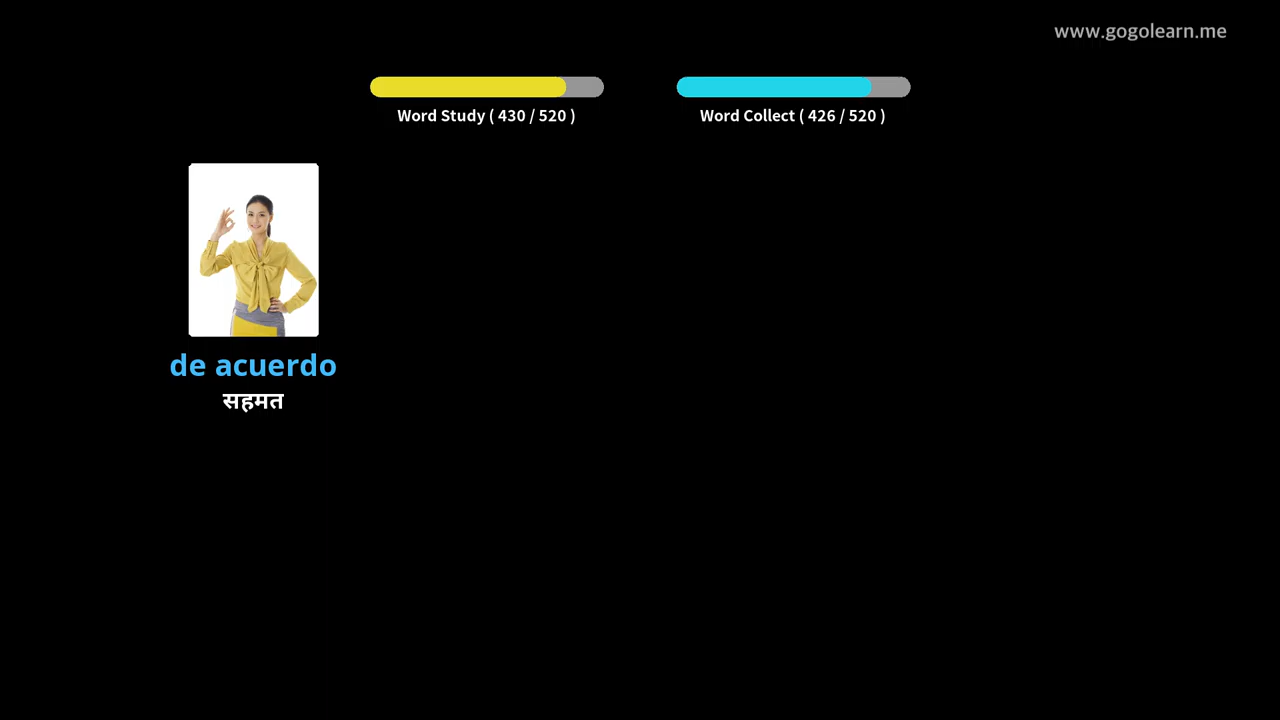 www.gogolearn.me
Word Study ( 430 / 520 )
Word Collect ( 426 / 520 )
de acuerdo
सहमत